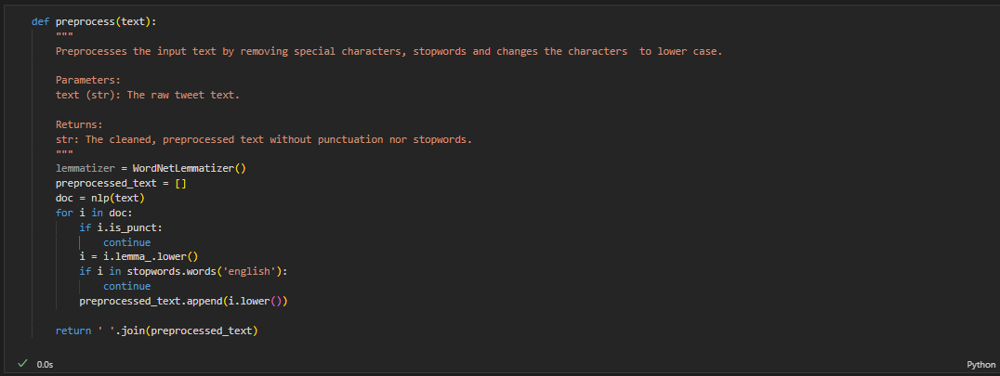 def preprocess(text):
    """
    Preprocesses the input text by removing special characters, stopwords and changes the characters  to lower case.

    Parameters:
    text (str): The raw tweet text.

    Returns:
    str: The cleaned, preprocessed text without punctuation nor stopwords.
    """
    lemmatizer = WordNetLemmatizer()
    preprocessed_text = []
    doc = nlp(text)
    for i in doc:
        if i.is_punct:
            continue
        i = i.lemma_.lower()
        if i in stopwords.words('english'):
            continue
        preprocessed_text.append(i.lower())

    return ' '.join(preprocessed_text)
✓ 0.0s
Python